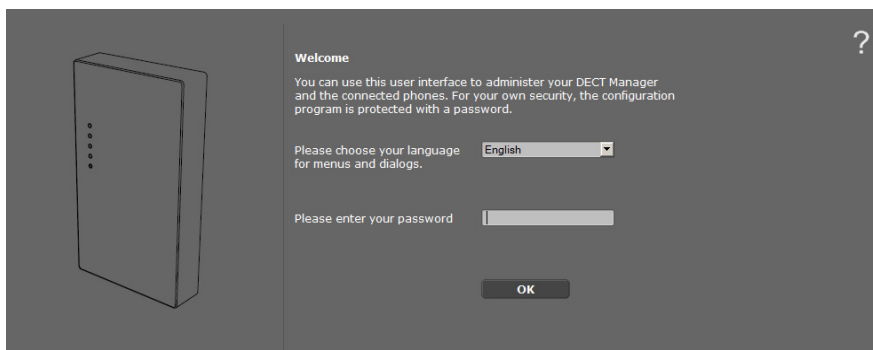 ?
Welcome
You can use this user interface to administer your DECT Manager
and the connected phones. For your own security, the configuration
program is protected with a password.
Please choose your language
for menus and dialogs.
English
Please enter your password
OK